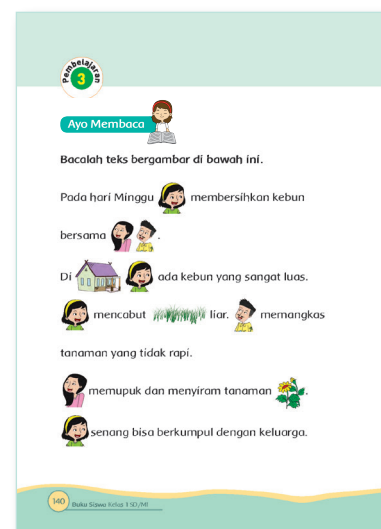 Pembelajaran
3
Ayo Membaca
Bacalah teks bergambar di bawah ini.
Pada hari Minggu membersihkan kebun
bersama .
Di ada kebun yang sangat luas.
mencabut liar. memangkas
tanaman yang tidak rapi.
memupuk dan menyiram tanaman .
senang bisa berkumpul dengan keluarga.
140 Buku Siswa Kelas 1 SD/MI